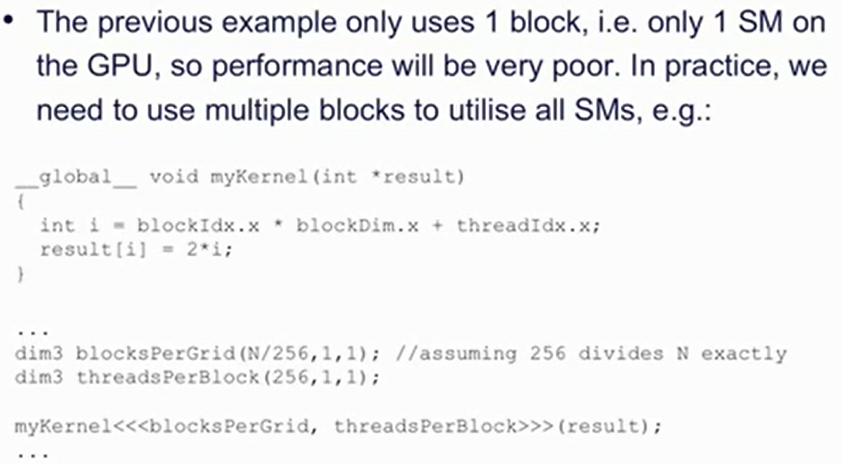 • The previous example only uses 1 block, i.e. only 1 SM on
the GPU, so performance will be very poor. In practice, we
need to use multiple blocks to utilise all SMs, e.g.:
__global__ void myKernel(int *result)
{
int i = blockIdx.x * blockDim.x + threadIdx.x;
result[i] = 2*i;
}
...
dim3 blocksPerGrid(N/256,1,1); //assuming 256 divides N exactly
dim3 threadsPerBlock(256,1,1);
myKernel<<<blocksPerGrid, threadsPerBlock>>>(result);
...